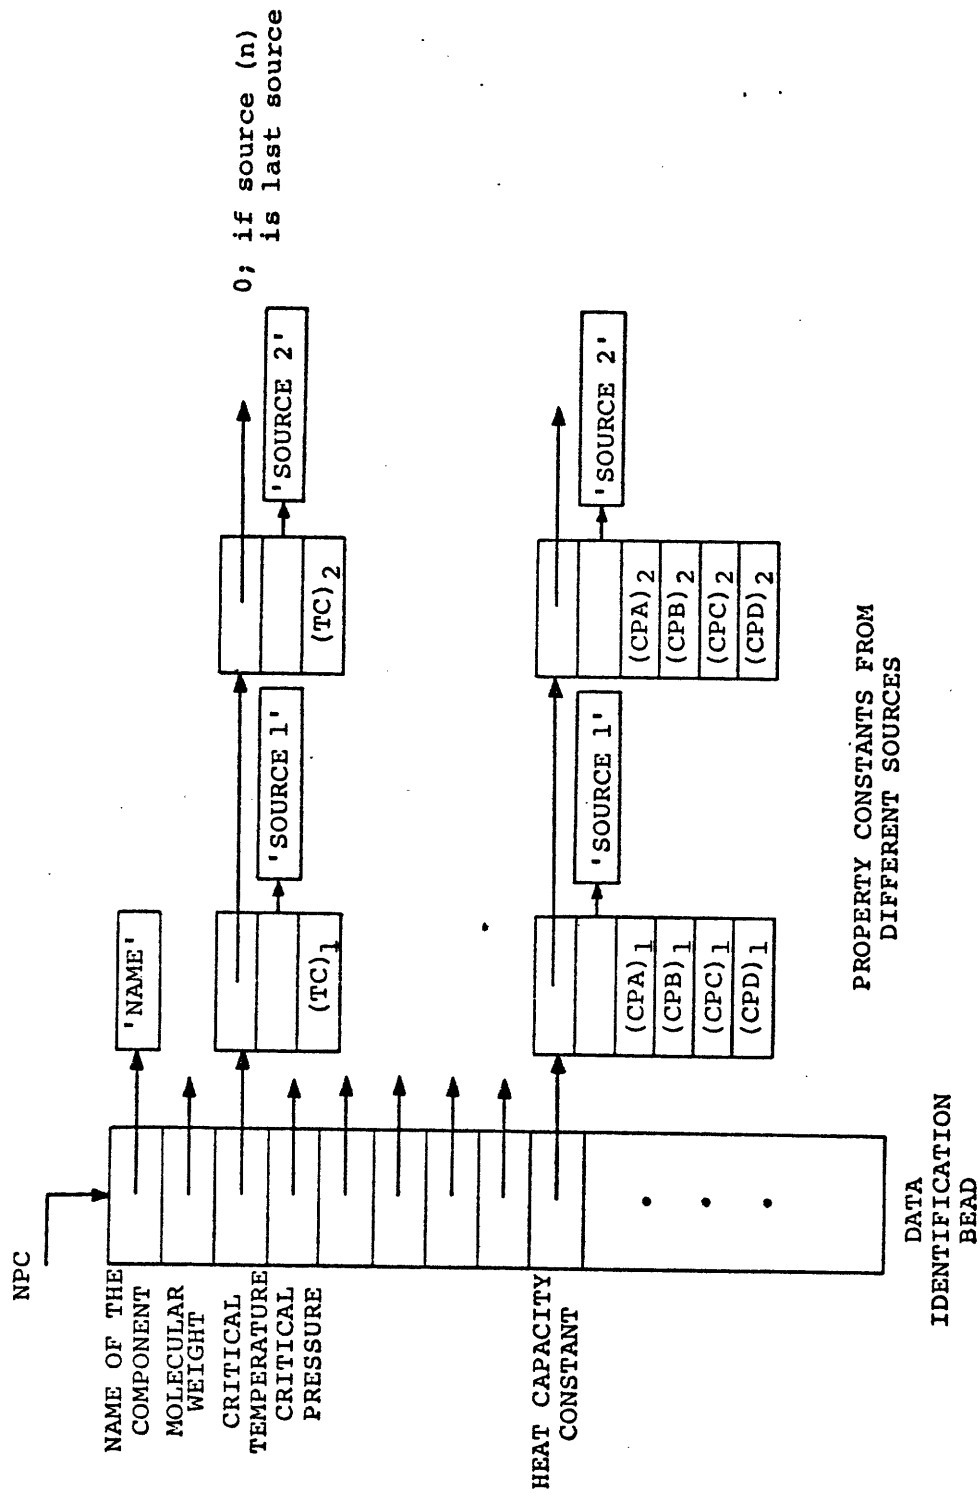 NPC
NAME OF THE
COMPONENT
MOLECULAR
WEIGHT
CRITICAL
TEMPERATURE
CRITICAL
PRESSURE
HEAT CAPACITY
CONSTANT
DATA
IDENTIFICATION
BEAD
'NAME'
(TC)1
'SOURCE 1'
(TC)2
'SOURCE 2'
0; if source (n)
is last source
(CPA)1
(CPB)1
(CPC)1
(CPD)1
'SOURCE 1'
(CPA)2
(CPB)2
(CPC)2
(CPD)2
'SOURCE 2'
PROPERTY CONSTANTS FROM
DIFFERENT SOURCES